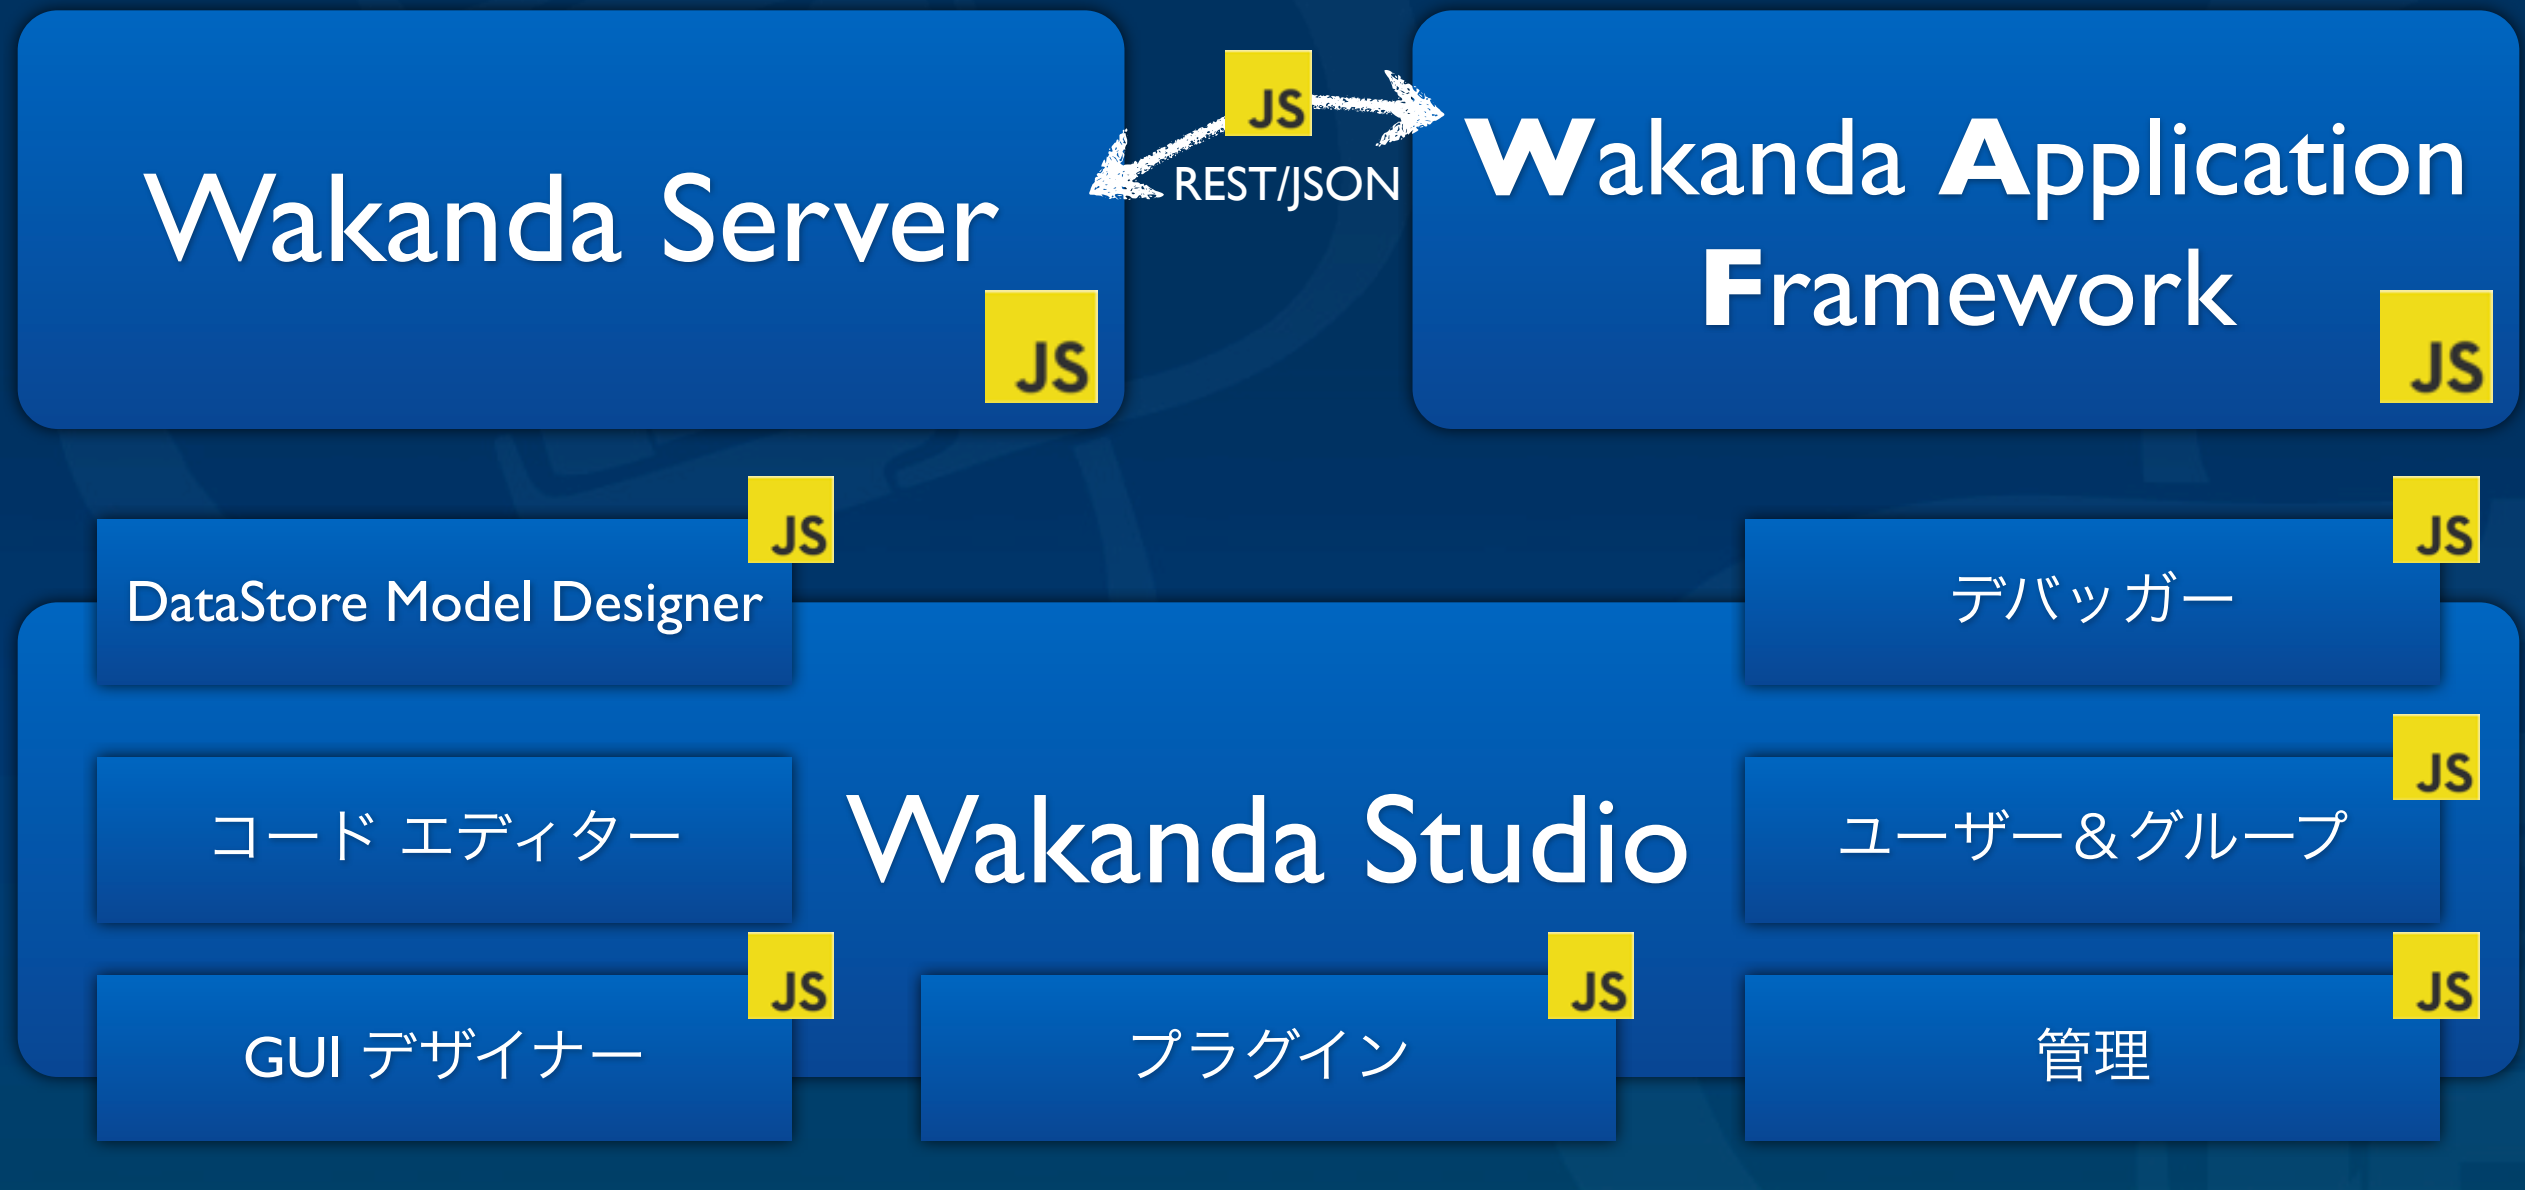 Wakanda Server
JS
JS
REST/JSON
Wakanda Application
Framework
JS
DataStore Model Designer
JS
デバッガー
JS
コード エディター
Wakanda Studio
ユーザー＆グループ
JS
GUI デザイナー
JS
プラグイン
JS
管理
JS